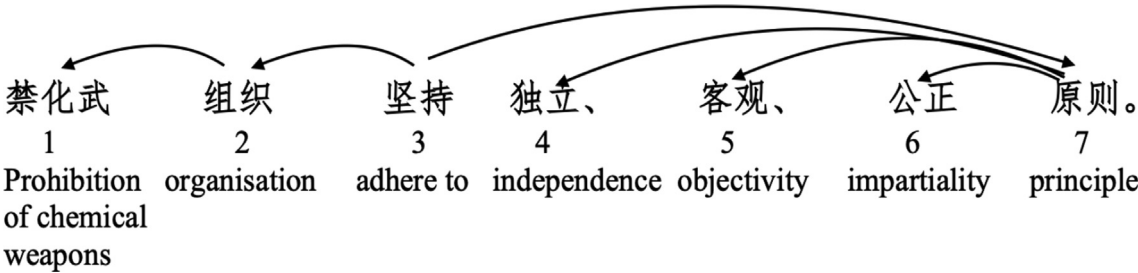 禁化武 组织 坚持 独立、 客观、 公正 原则。
1 2 3 4 5 6 7
Prohibition organisation adhere to independence objectivity impartiality principle
of chemical
weapons